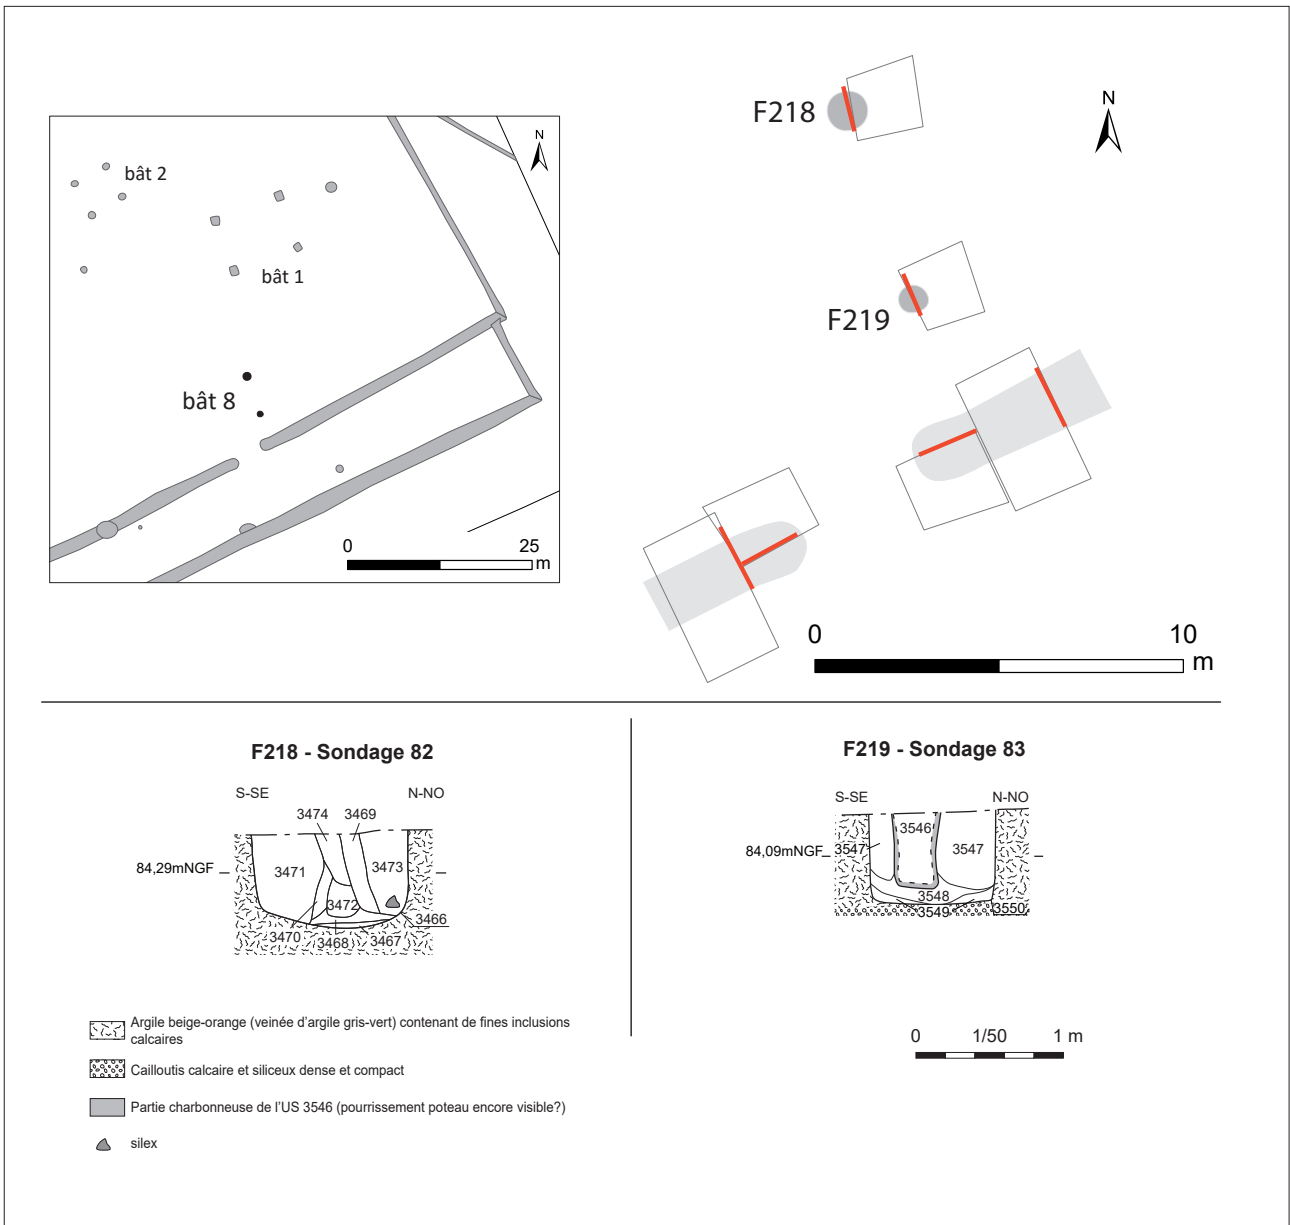 N
bât 2
bât 1
bât 8
0 25
m
F218
N
F219
0 10
m
F218 - Sondage 82
S-SE N-NO
3474 3469
84,29mNGF
3471
3473
3472
3466
3470 3468 3467
F219 - Sondage 83
S-SE N-NO
3546
84,09mNGF
3547 3547
3548
3549 3550
Argile beige-orange (veinée d’argile gris-vert) contenant de fines inclusions
calcaires
Cailloutis calcaire et siliceux dense et compact
Partie charbonneuse de l’US 3546 (pourrissement poteau encore visible?)
silex
0 1/50 1 m